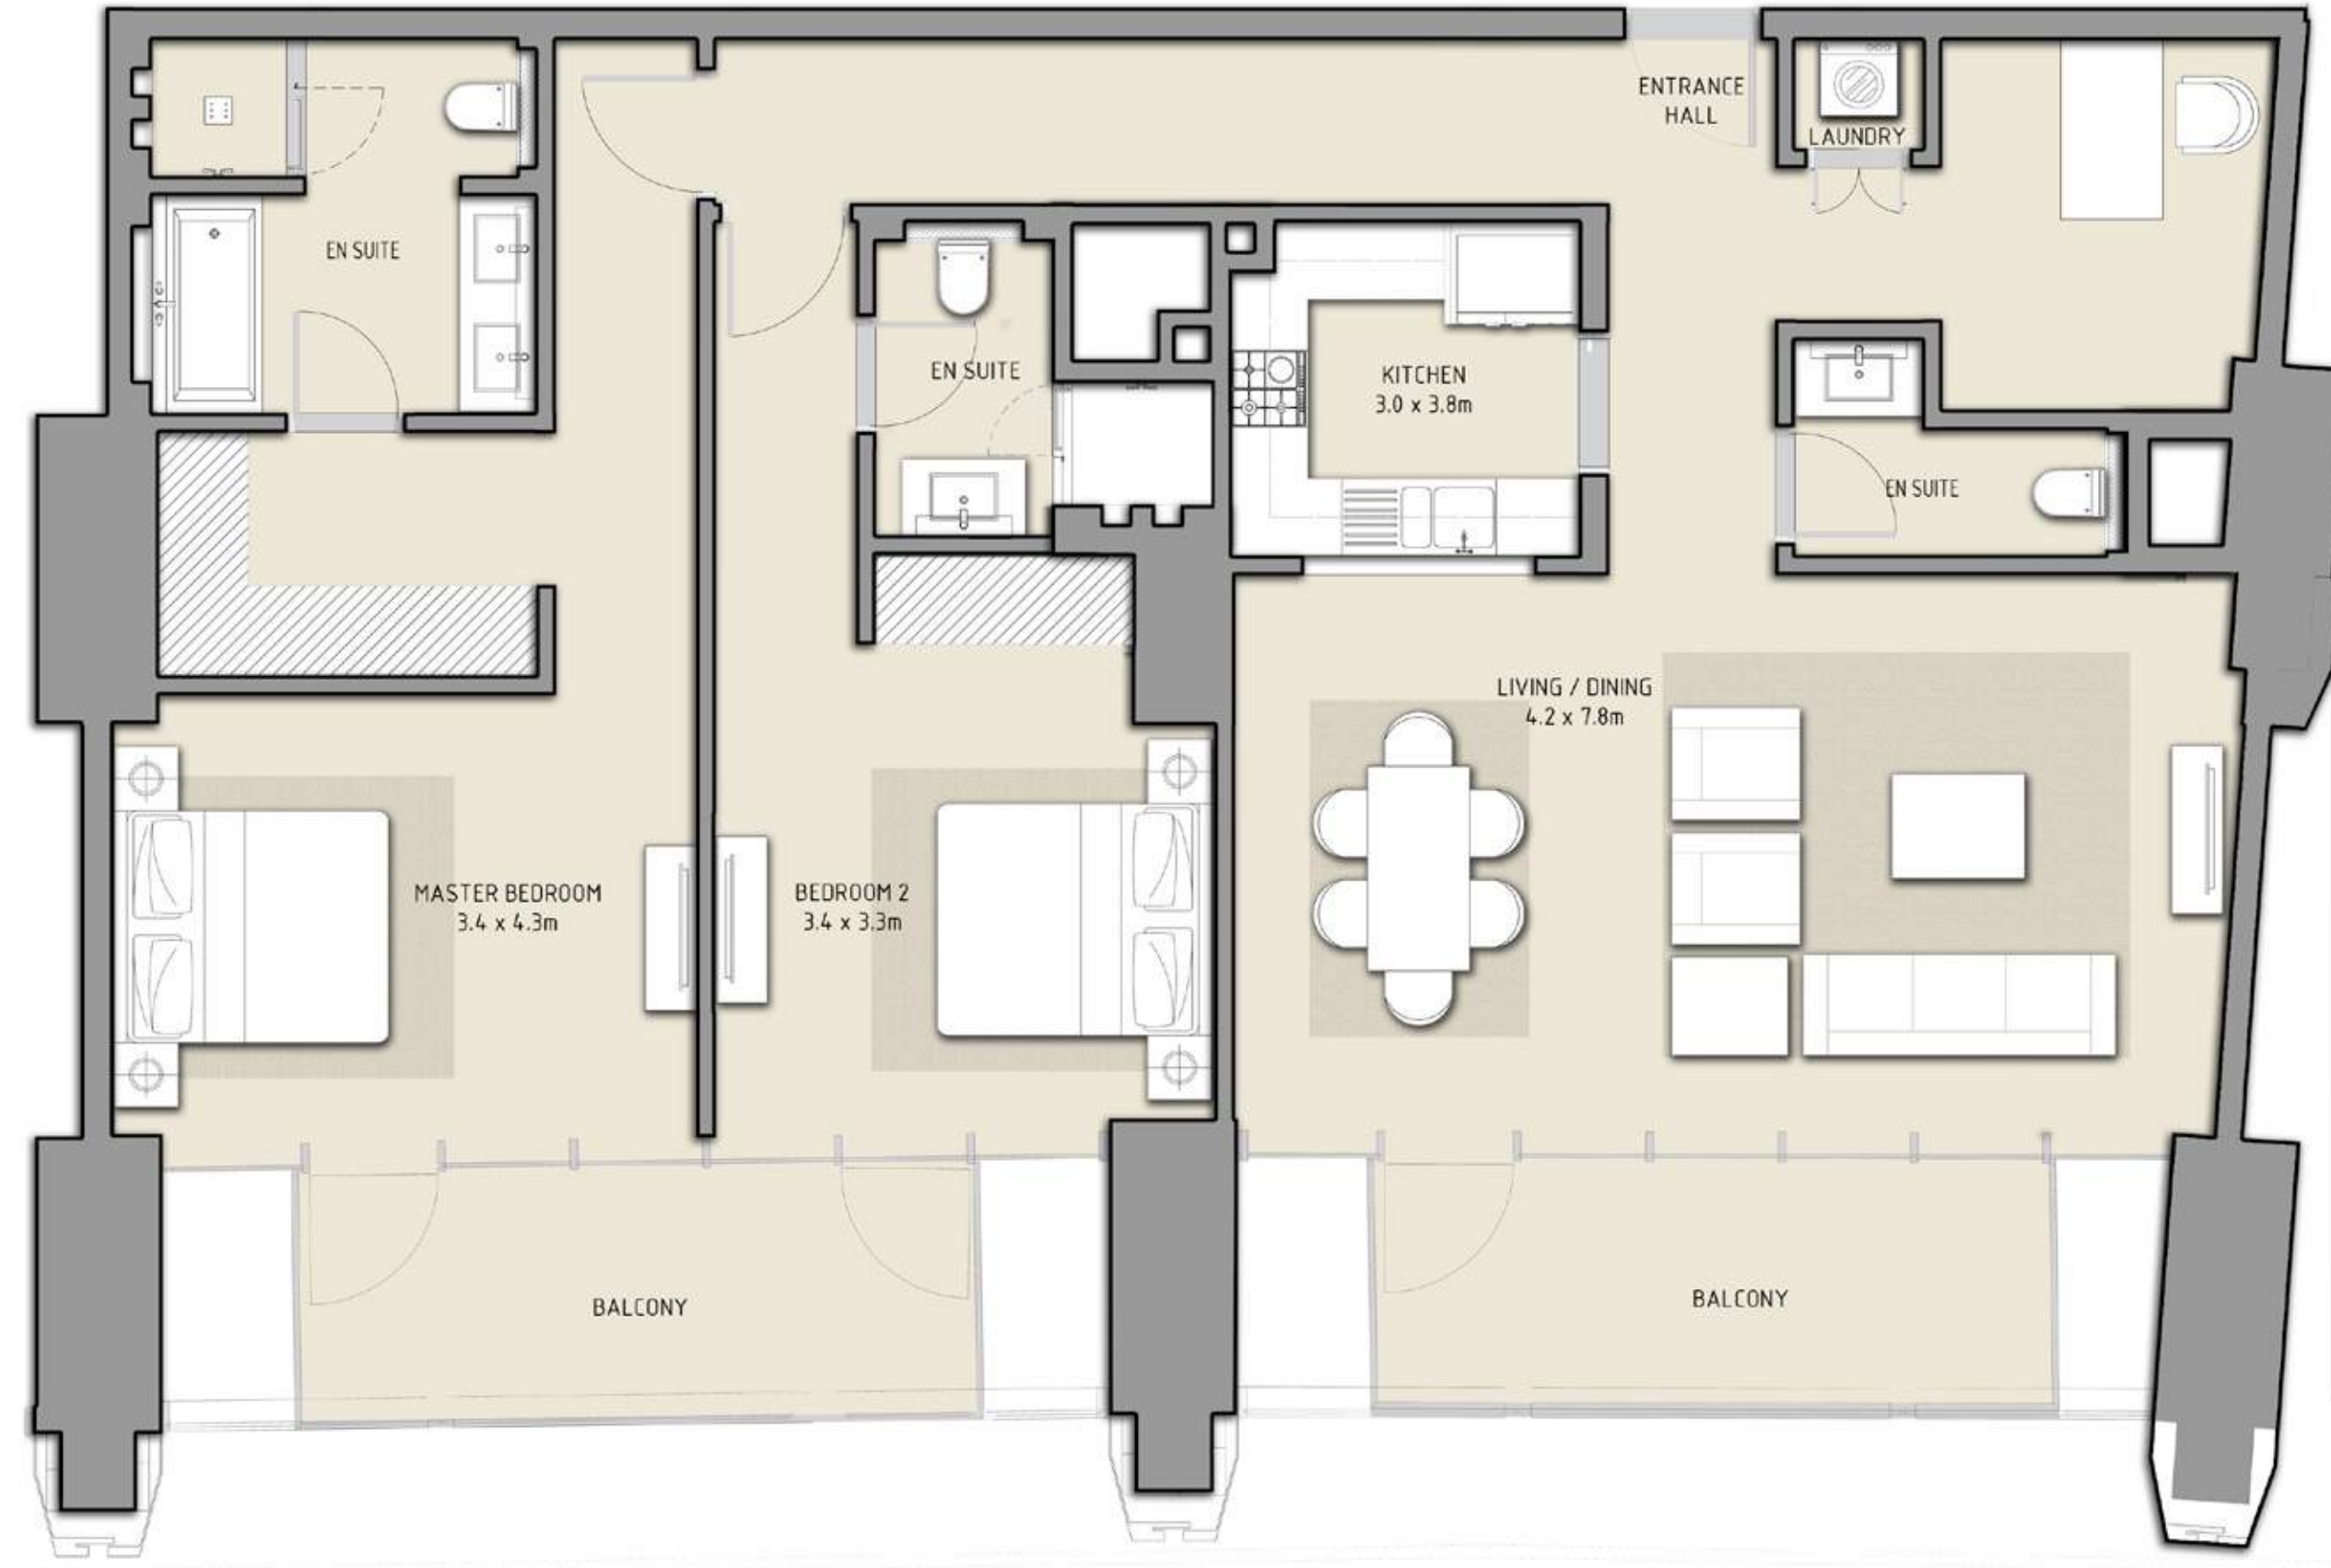 ENTRANCE
HALL
LAUNDRY
EN SUITE
EN SUITE
KITCHEN
3.0 x 3.8m
EN SUITE
LIVING / DINING
4.2 x 7.8m
MASTER BEDROOM
3.4 x 4.3m
BEDROOM 2
3.4 x 3.3m
BALCONY
BALCONY